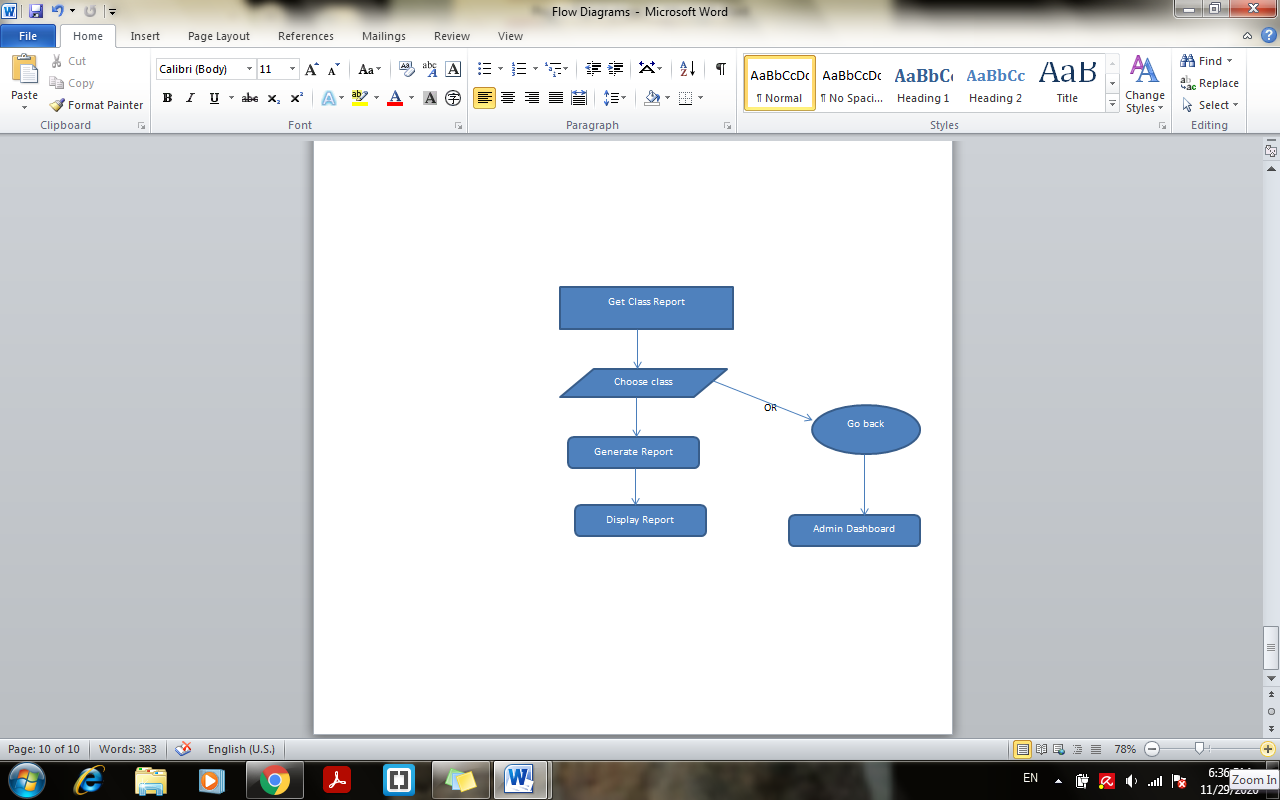 Flow Diagrams - Microsoft Word
File Home Insert Page Layout References Mailings Review View
Paste
Cut
Copy
Format Painter
Clipboard
Calibri (Body) 11
Font
Paragraph
AaBbCcDc AaBbCcDc AaBbCc AaBbCc AaB
¶ Normal ¶ No Spaci... Heading 1 Heading 2 Title
Change
Styles
Styles
Find
Replace
Select
Editing
Get Class Report
Choose class
OR
Go back
Generate Report
Display Report
Admin Dashboard
Page: 10 of 10 Words: 383 English (U.S.) 78%
EN
11/29/2020
Zoom In